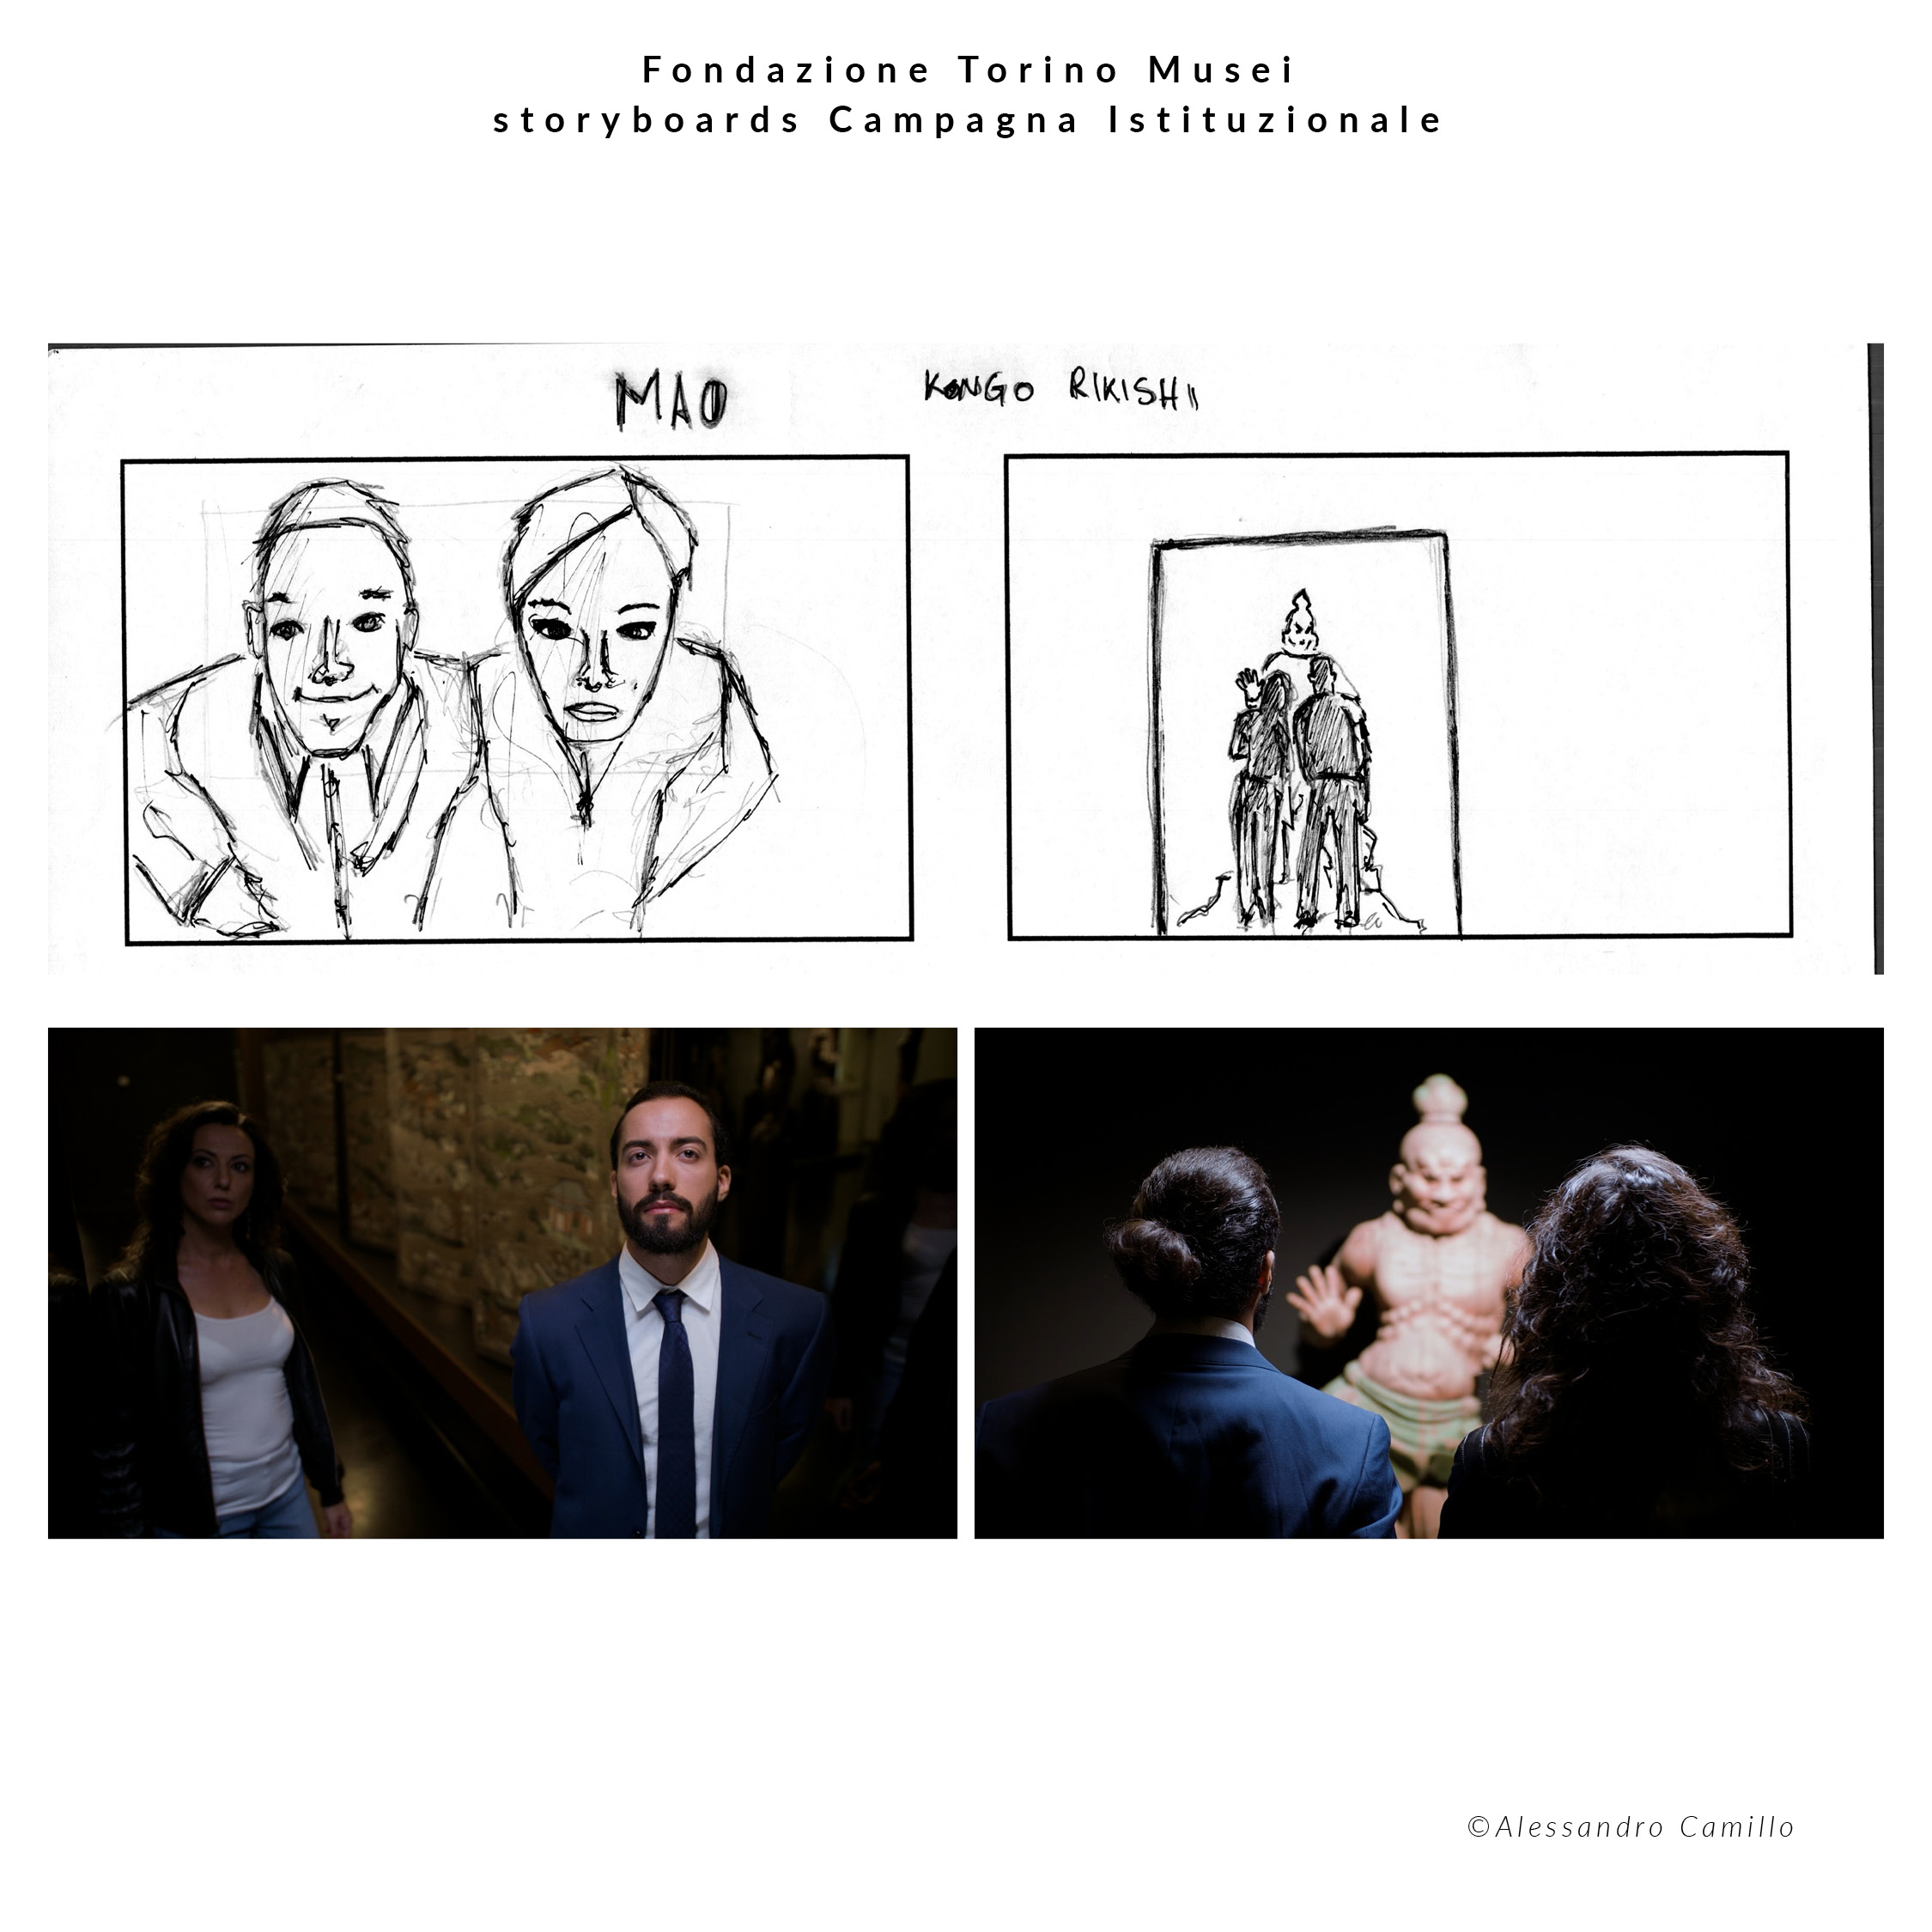 Fondazione Torino Musei
storyboards Campagna Istituzionale
MAO
KONGO RIKISHI
©Alessandro Camillo